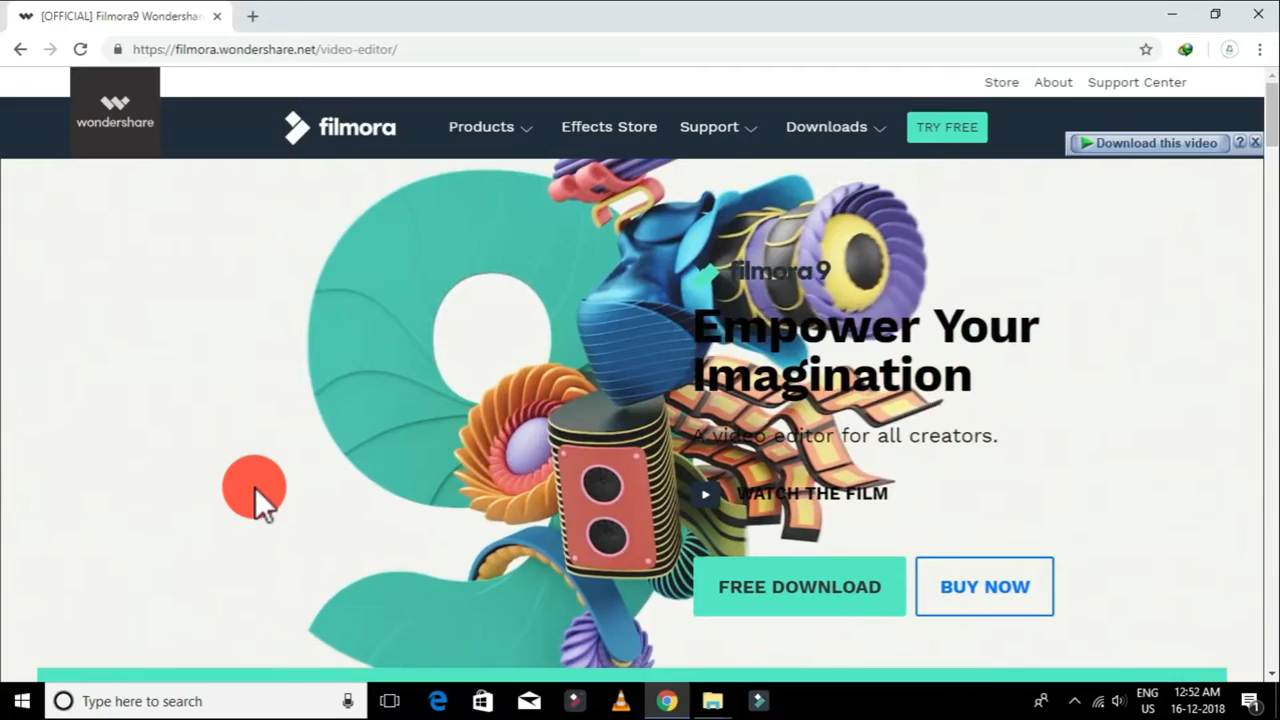 [OFFICIAL] Filmora9 Wondersha
https://filmora.wondershare.net/video-editor/
Store About Support Center
wondershare
filmora Products Effects Store Support Downloads TRY FREE
Download this video ? X
filmora9
Empower Your
Imagination
A video editor for all creators.
WATCH THE FILM
FREE DOWNLOAD BUY NOW
Type here to search
ENG 12:52 AM
US 16-12-2018
1